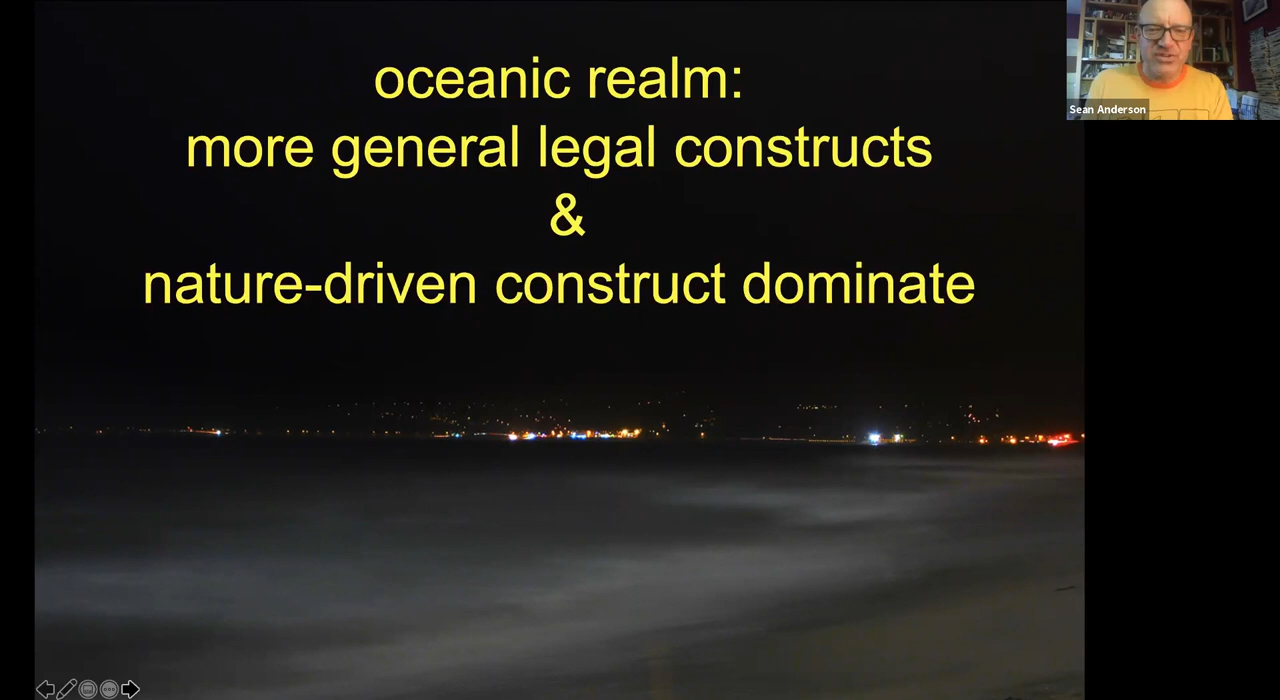 oceanic realm:
more general legal constructs
&
nature-driven construct dominate
Sean Anderson